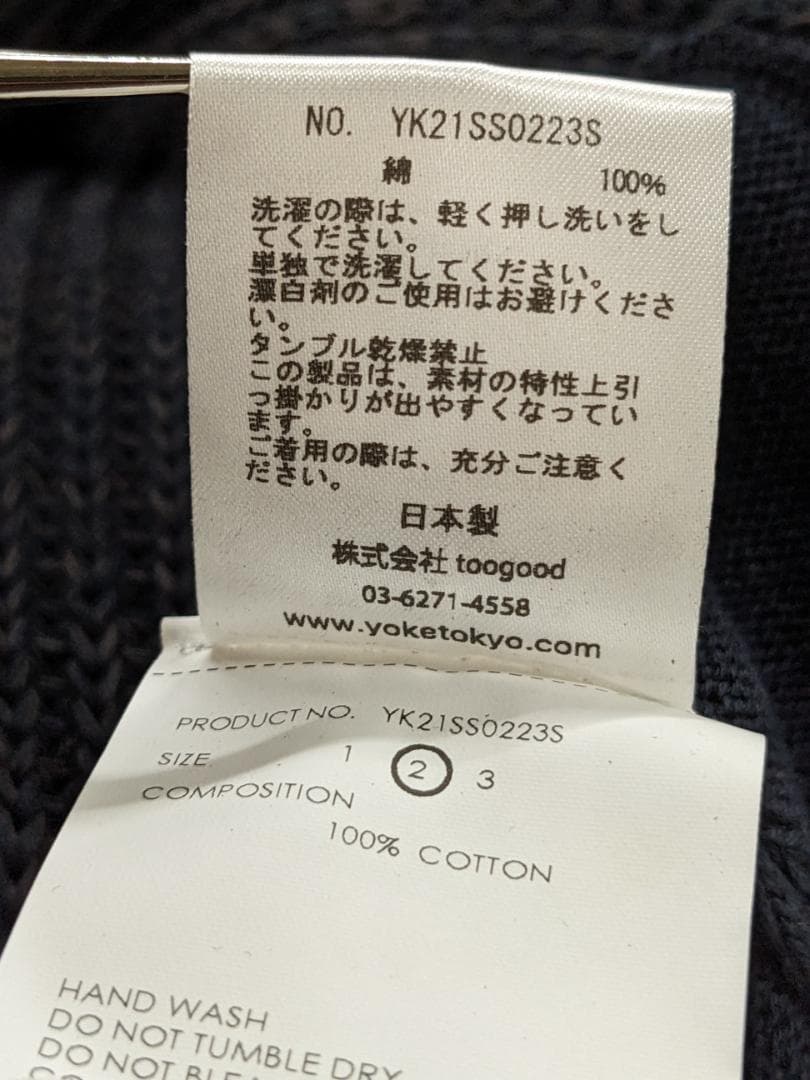 NO. YK21SS0223S
綿 100%
洗濯の際は、軽く押し洗いをし
てください。
単独で洗濯してください。
漂白剤のご使用はお避けくださ
い。
タンブル乾燥禁止
この製品は、素材の特性上引
っ掛かりが出やすくなってい
ます。
ご着用の際は、充分ご注意く
ださい。
日本製
株式会社 toogood
03-6271-4558
www.yoketokyo.com
PRODUCT NO. YK21SS0223S
SIZE 1 2 3
COMPOSITION
100% COTTON
HAND WASH
DO NOT TUMBLE DRY
DO NOT